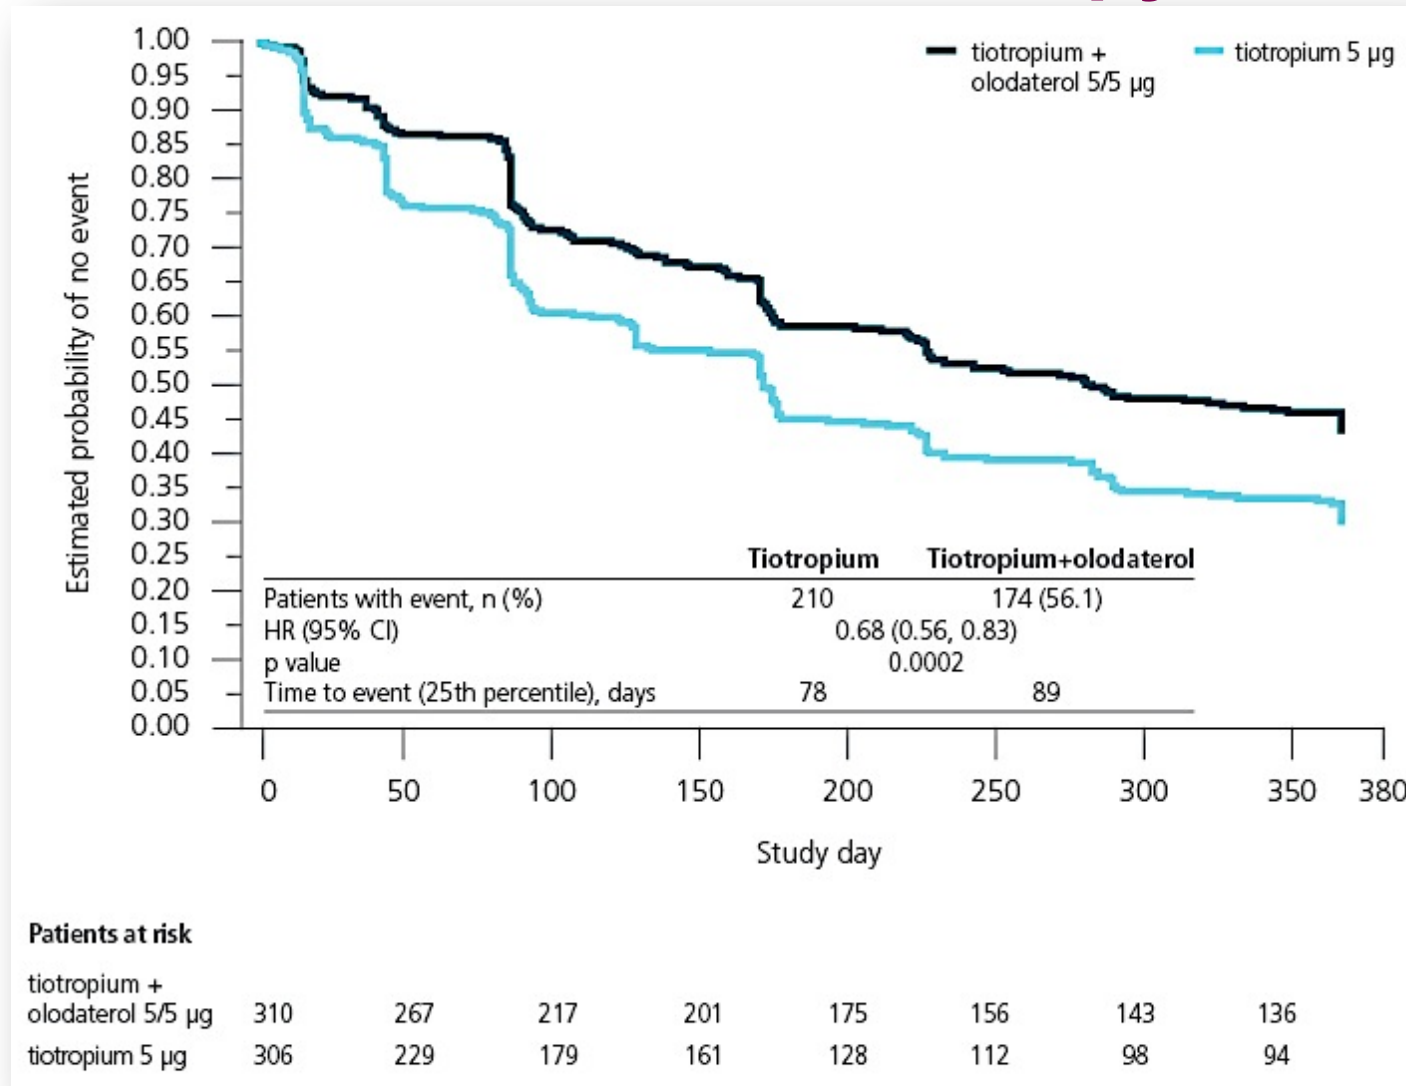 1.00
0.95
0.90
0.85
0.80
0.75
0.70
0.65
0.60
0.55
0.50
0.45
0.40
0.35
0.30
0.25
0.20
0.15
0.10
0.05
0.00
Estimated probability of no event
tiotropium +
olodaterol 5/5 µg
tiotropium 5 µg
Tiotropium Tiotropium+olodaterol
Patients with event, n (%) 210 174 (56.1)
HR (95% CI) 0.68 (0.56, 0.83)
p value 0.0002
Time to event (25th percentile), days 78 89
0 50 100 150 200 250 300 350 380
Study day
Patients at risk
tiotropium +
olodaterol 5/5 µg 310 267 217 201 175 156 143 136
tiotropium 5 µg 306 229 179 161 128 112 98 94